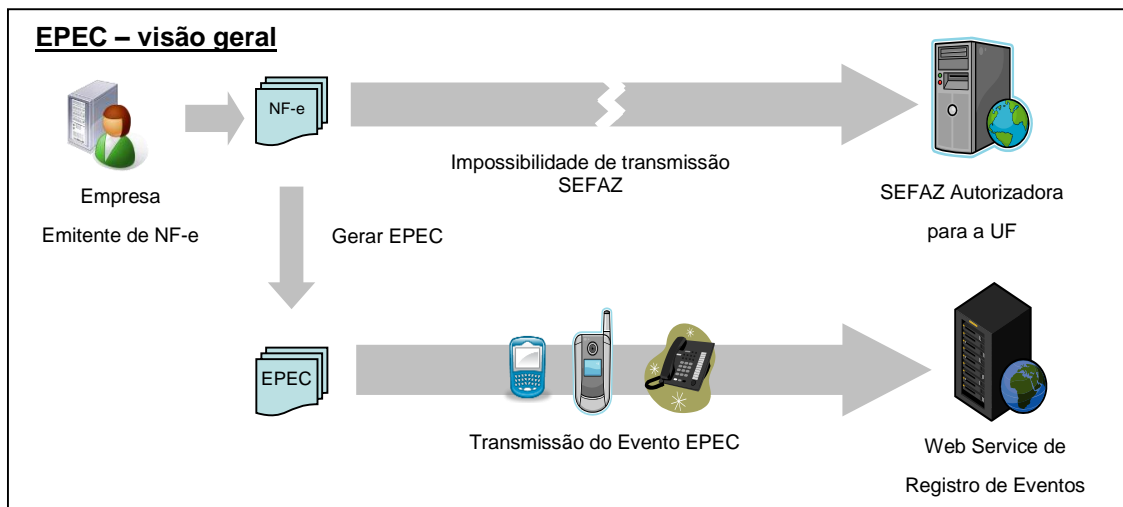 EPEC – visão geral
NF-e
Impossibilidade de transmissão
SEFAZ
Empresa
Emitente de NF-e
SEFAZ Autorizadora
para a UF
Gerar EPEC
EPEC
Transmissão do Evento EPEC
Web Service de
Registro de Eventos